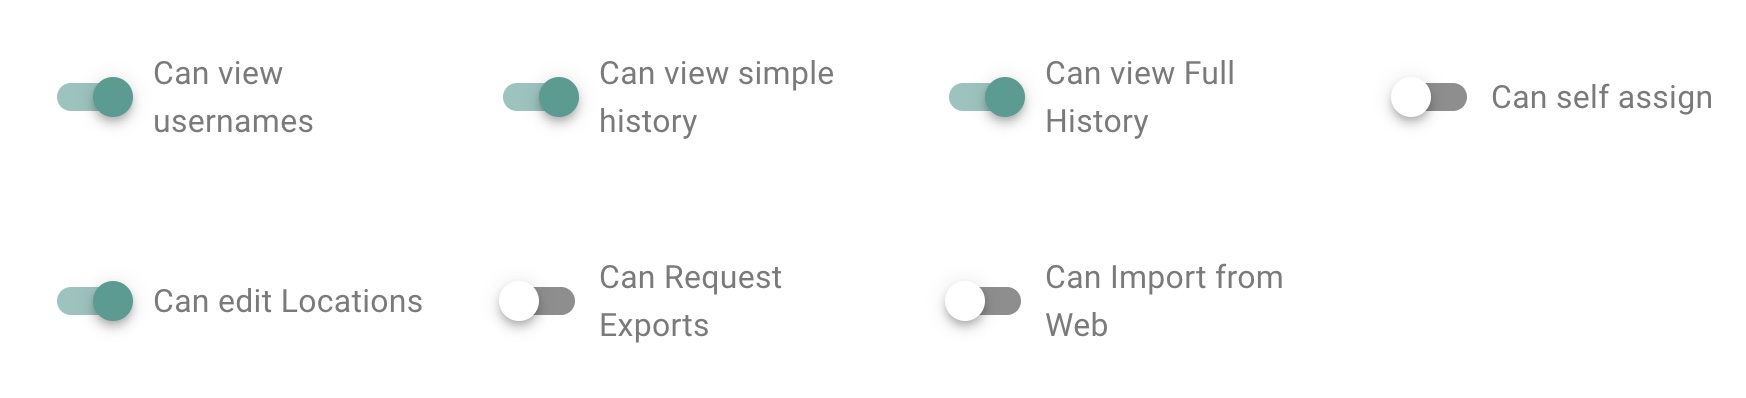 Can view
usernames
Can view simple
history
Can view Full
History
Can self assign
Can edit Locations
Can Request
Exports
Can Import from
Web